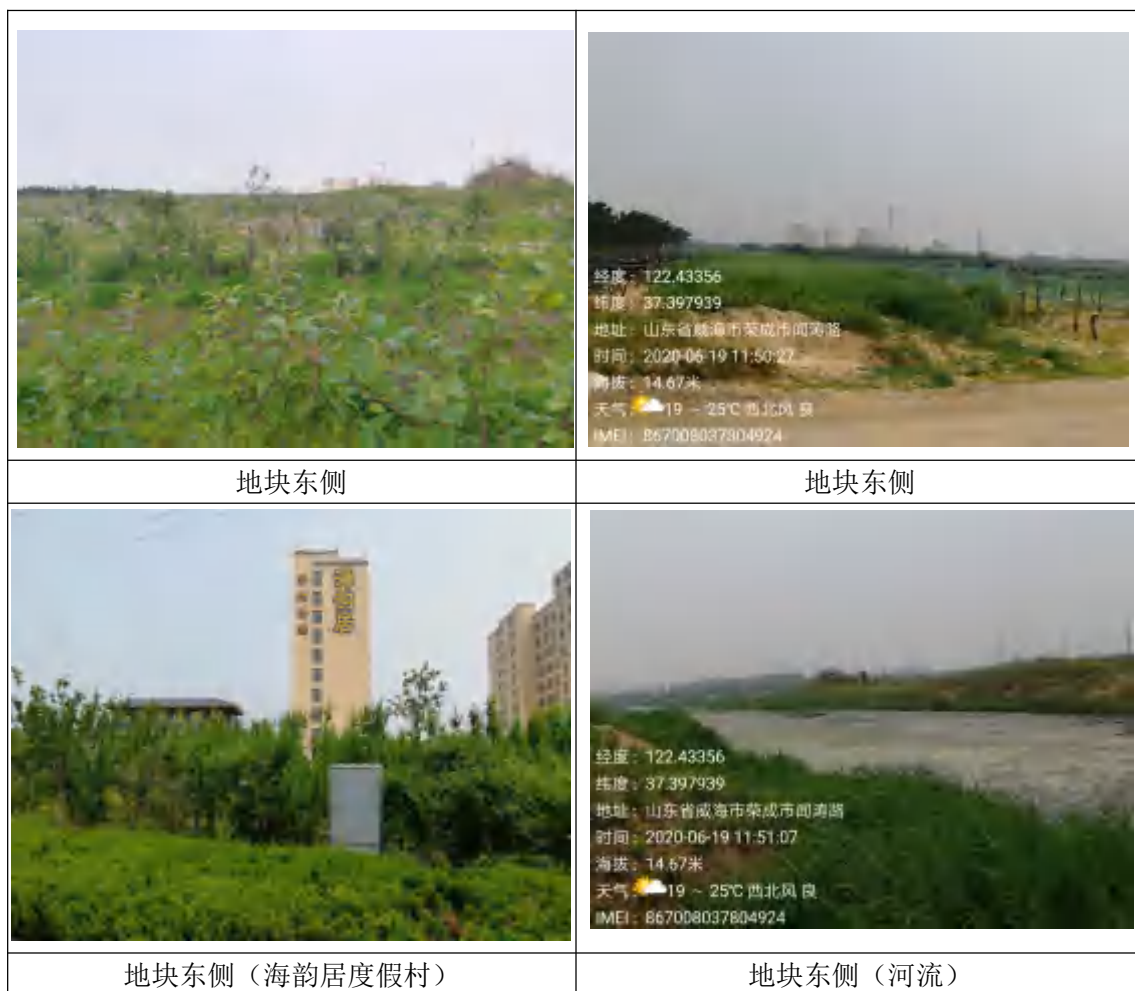 经度：122.43356
纬度：37.397939
地址：山东省威海市荣成市闻涛路
时间：2020-06-19 11:50:27
海拔：14.67米
天气：19 ~ 25℃ 西北风 良
IMEI：867008037804924
地块东侧
地块东侧
海韵居
经度：122.43356
纬度：37.397939
地址：山东省威海市荣成市闻涛路
时间：2020-06-19 11:51:07
海拔：14.67米
天气：19 ~ 25℃ 西北风 良
IMEI：867008037804924
地块东侧（海韵居度假村）
地块东侧（河流）